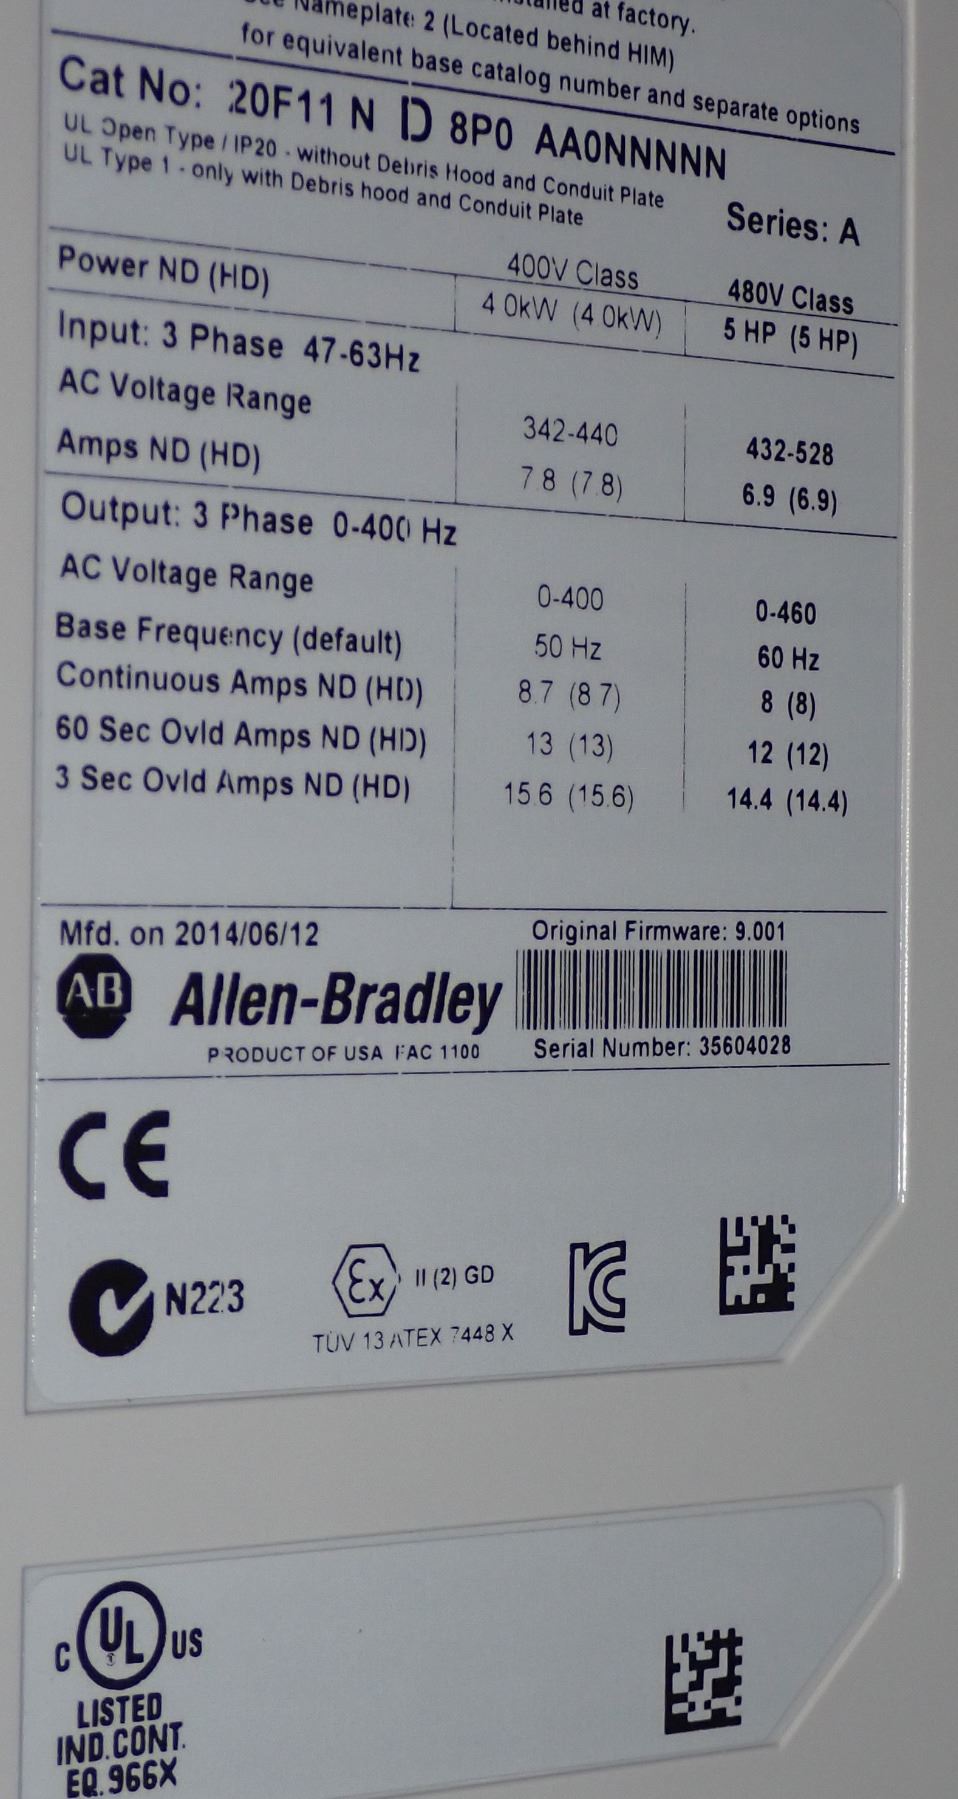 at factory.
Nameplate 2 (Located behind HIM)
for equivalent base catalog number and separate options
Cat No: 20F11 N D 8P0 AA0NNNNN
UL Open Type / IP20 - without Debris Hood and Conduit Plate
UL Type 1 - only with Debris hood and Conduit Plate
Series: A
400V Class 480V Class
Power ND (HD) 4.0kW (4.0kW) 5 HP (5 HP)
Input: 3 Phase 47-63Hz
AC Voltage Range 342-440 432-528
Amps ND (HD) 7.8 (7.8) 6.9 (6.9)
Output: 3 Phase 0-400 Hz
AC Voltage Range 0-400 0-460
Base Frequency (default) 50 Hz 60 Hz
Continuous Amps ND (HD) 8.7 (8.7) 8 (8)
60 Sec Ovld Amps ND (HD) 13 (13) 12 (12)
3 Sec Ovld Amps ND (HD) 15.6 (15.6) 14.4 (14.4)
Mfd. on 2014/06/12 Original Firmware: 9.001
AB Allen-Bradley
PRODUCT OF USA FAC 1100 Serial Number: 35604028
CE
N223 Ex II (2) GD KC
TÜV 13 ATEX 7448 X
C UL US
LISTED
IND.CONT.
EQ.966X